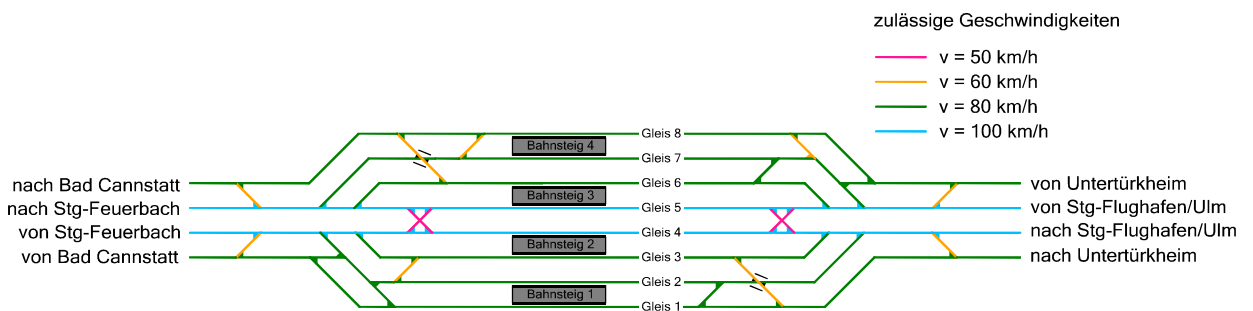 zulässige Geschwindigkeiten
v = 50 km/h
v = 60 km/h
v = 80 km/h
v = 100 km/h
nach Bad Cannstatt
nach Stg-Feuerbach
von Stg-Feuerbach
von Bad Cannstatt
Gleis 8
Bahnsteig 4
Gleis 7
Gleis 6
Bahnsteig 3
Gleis 5
Gleis 4
Bahnsteig 2
Gleis 3
Gleis 2
Bahnsteig 1
Gleis 1
von Untertürkheim
von Stg-Flughafen/Ulm
nach Stg-Flughafen/Ulm
nach Untertürkheim